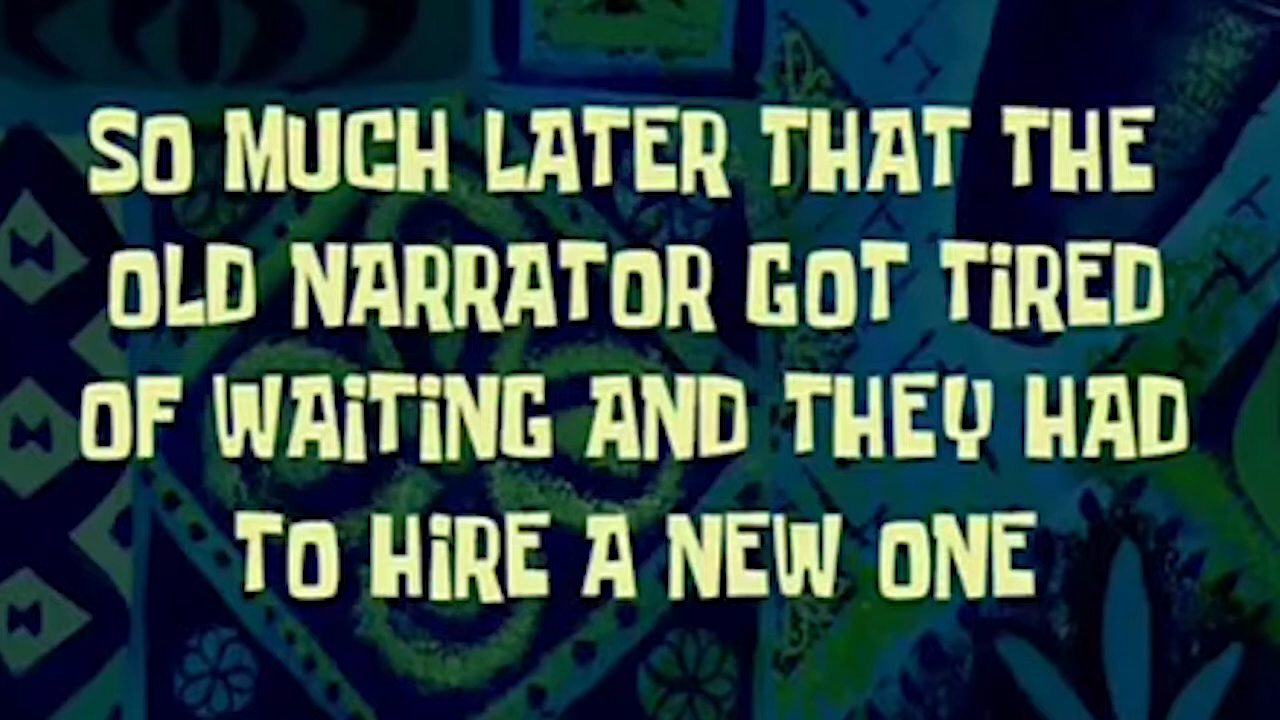 SO MUCH LATER THAT THE
OLD NARRATOR GOT TiRED
OF WAiTiNG AND THEY HAD
TO HiRE A NEW ONE